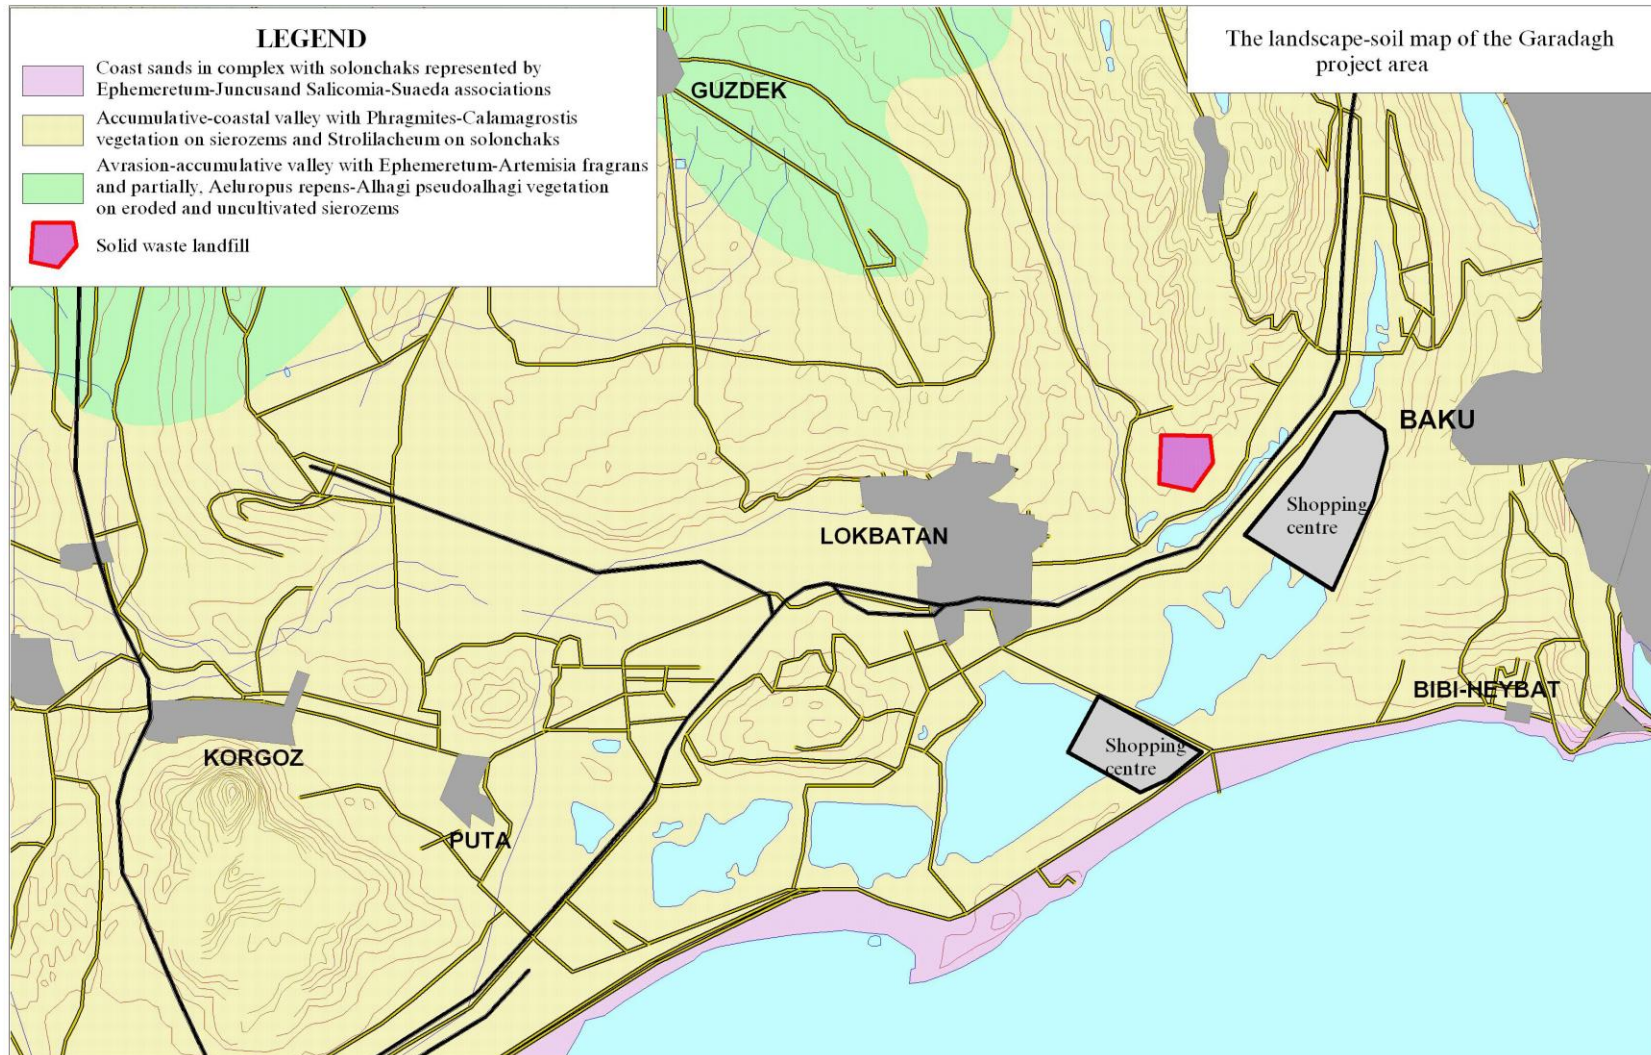 LEGEND
Coast sands in complex with solonchaks represented by
Ephemeretum-Juncusand Salicomia-Suaeda associations
Accumulative-coastal valley with Phragmites-Calamagrostis
vegetation on sierozems and Strolilacheum on solonchaks
Avrasion-accumulative valley with Ephemeretum-Artemisia fragrans
and partially, Aeluropus repens-Alhagi pseudoalhagi vegetation
on eroded and uncultivated sierozems
Solid waste landfill
The landscape-soil map of the Garadagh
project area
GUZDEK
BAKU
Shopping
centre
LOKBATAN
BIBI-HEYBAT
KORGOZ
Shopping
centre
PUTA